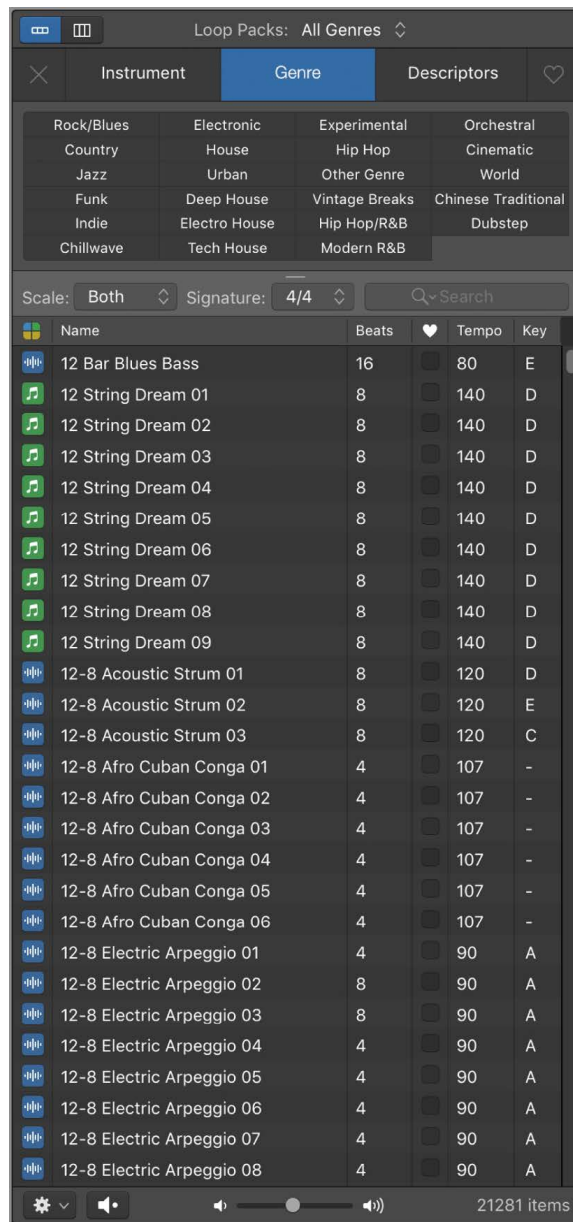 Loop Packs: All Genres
Instrument Genre Descriptors
Rock/Blues Electronic Experimental Orchestral
Country House Hip Hop Cinematic
Jazz Urban Other Genre World
Funk Deep House Vintage Breaks Chinese Traditional
Indie Electro House Hip Hop/R&B Dubstep
Chillwave Tech House Modern R&B
Scale: Both Signature: 4/4 Search
Name Beats Tempo Key
12 Bar Blues Bass 16 80 E
12 String Dream 01 8 140 D
12 String Dream 02 8 140 D
12 String Dream 03 8 140 D
12 String Dream 04 8 140 D
12 String Dream 05 8 140 D
12 String Dream 06 8 140 D
12 String Dream 07 8 140 D
12 String Dream 08 8 140 D
12 String Dream 09 8 140 D
12-8 Acoustic Strum 01 8 120 D
12-8 Acoustic Strum 02 8 120 E
12-8 Acoustic Strum 03 8 120 C
12-8 Afro Cuban Conga 01 4 107 -
12-8 Afro Cuban Conga 02 4 107 -
12-8 Afro Cuban Conga 03 4 107 -
12-8 Afro Cuban Conga 04 4 107 -
12-8 Afro Cuban Conga 05 4 107 -
12-8 Afro Cuban Conga 06 4 107 -
12-8 Electric Arpeggio 01 4 90 A
12-8 Electric Arpeggio 02 8 90 A
12-8 Electric Arpeggio 03 8 90 A
12-8 Electric Arpeggio 04 4 90 A
12-8 Electric Arpeggio 05 4 90 A
12-8 Electric Arpeggio 06 4 90 A
12-8 Electric Arpeggio 07 4 90 A
12-8 Electric Arpeggio 08 4 90 A
21281 items